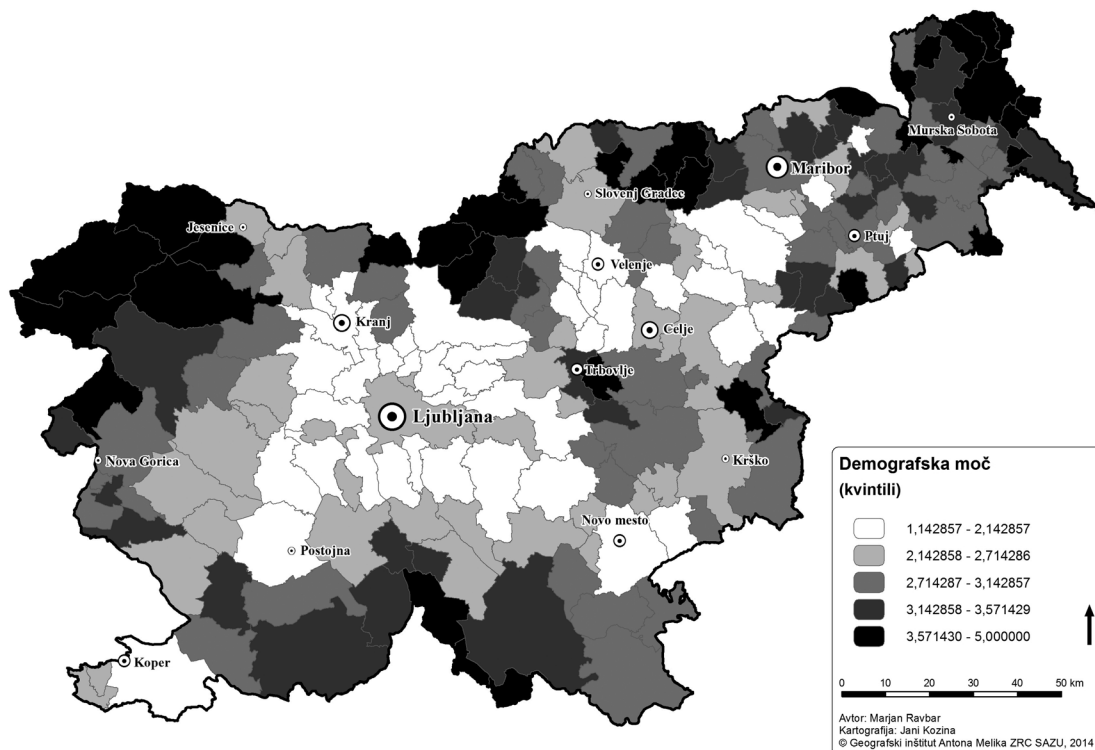 Murska Sobota
Maribor
Slovenj Gradec
Jesenice
Ptuj
Velenje
Kranj
Celje
Trbovlje
Ljubljana
Nova Gorica
Krško
Novo mesto
Postojna
Koper
Demografska moč
(kvintili)
1,142857 - 2,142857
2,142858 - 2,714286
2,714287 - 3,142857
3,142858 - 3,571429
3,571430 - 5,000000
0 10 20 30 40 50 km
Avtor: Marjan Ravbar
Kartografija: Jani Kozina
© Geografski inštitut Antona Melika ZRC SAZU, 2014